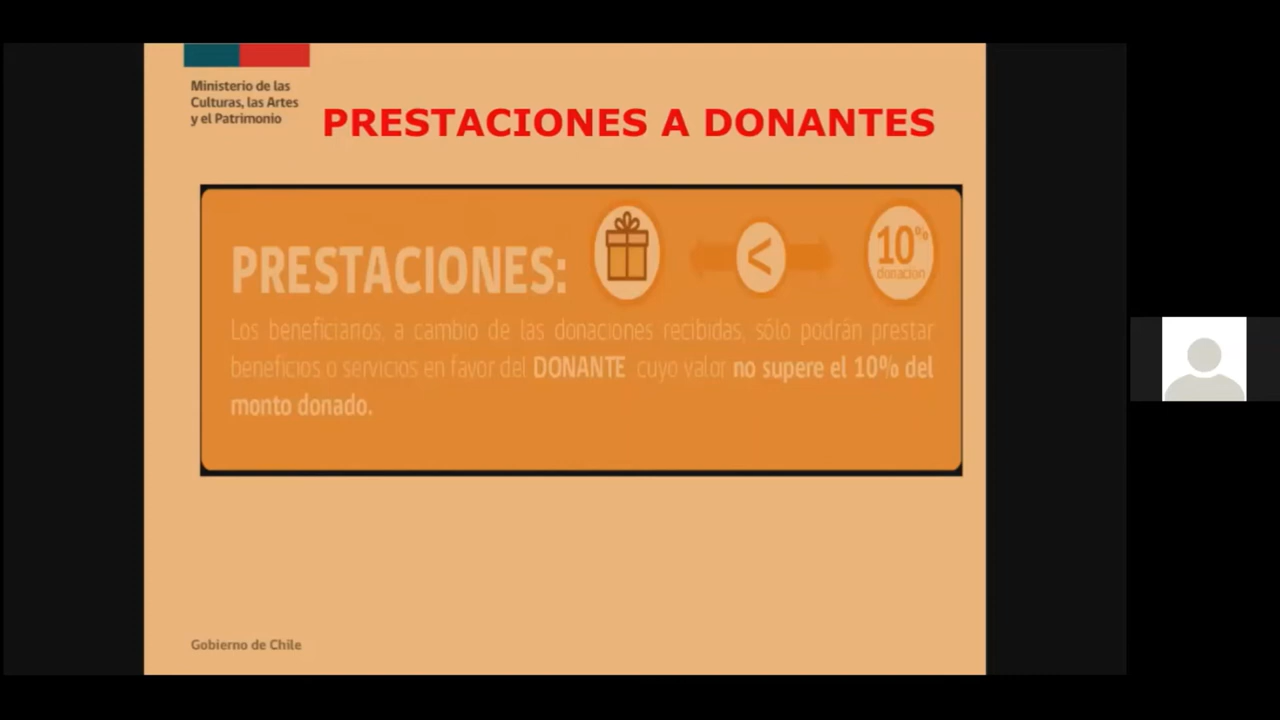 Ministerio de las
Culturas, las Artes
y el Patrimonio
PRESTACIONES A DONANTES
PRESTACIONES:
<
10%
donación
Los beneficiarios, a cambio de las donaciones recibidas, sólo podrán prestar
beneficios o servicios en favor del DONANTE cuyo valor no supere el 10% del
monto donado.
Gobierno de Chile